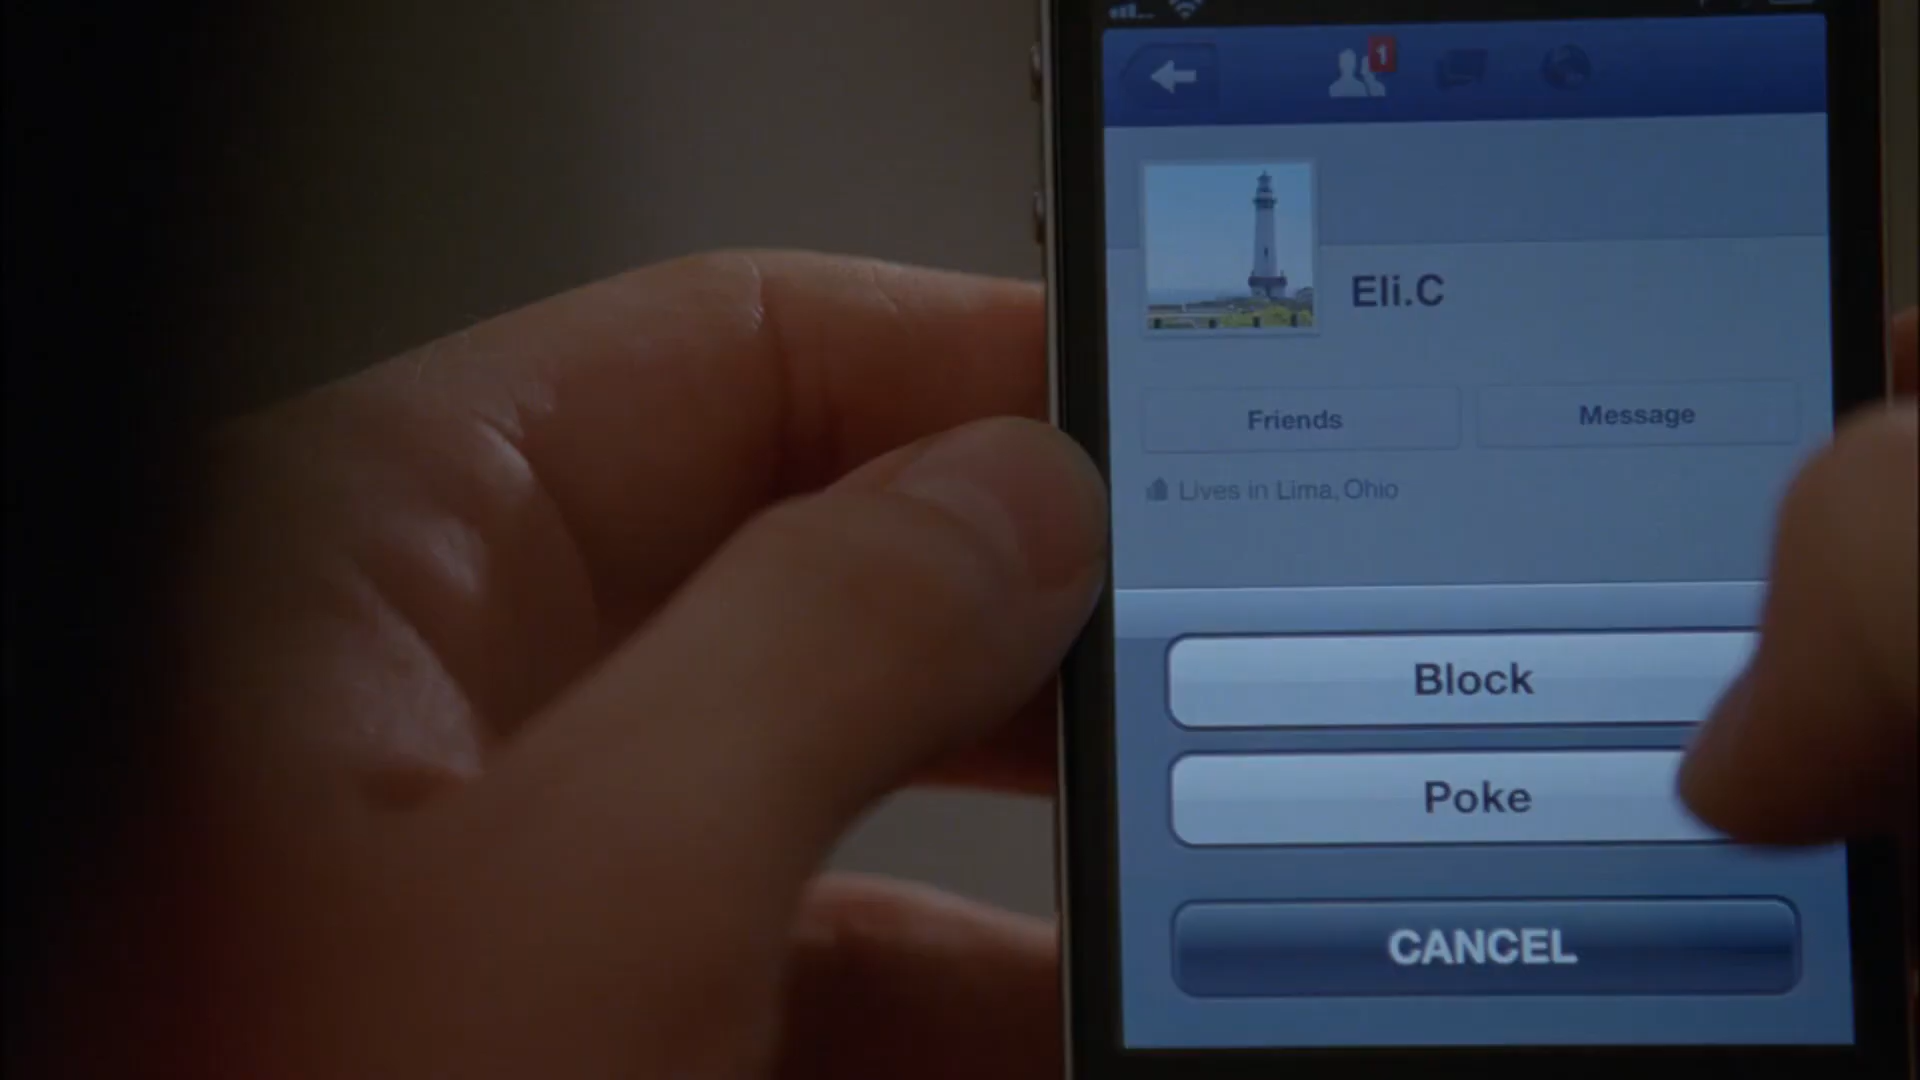 1
Eli.C
Friends
Message
Lives in Lima, Ohio
Block
Poke
CANCEL